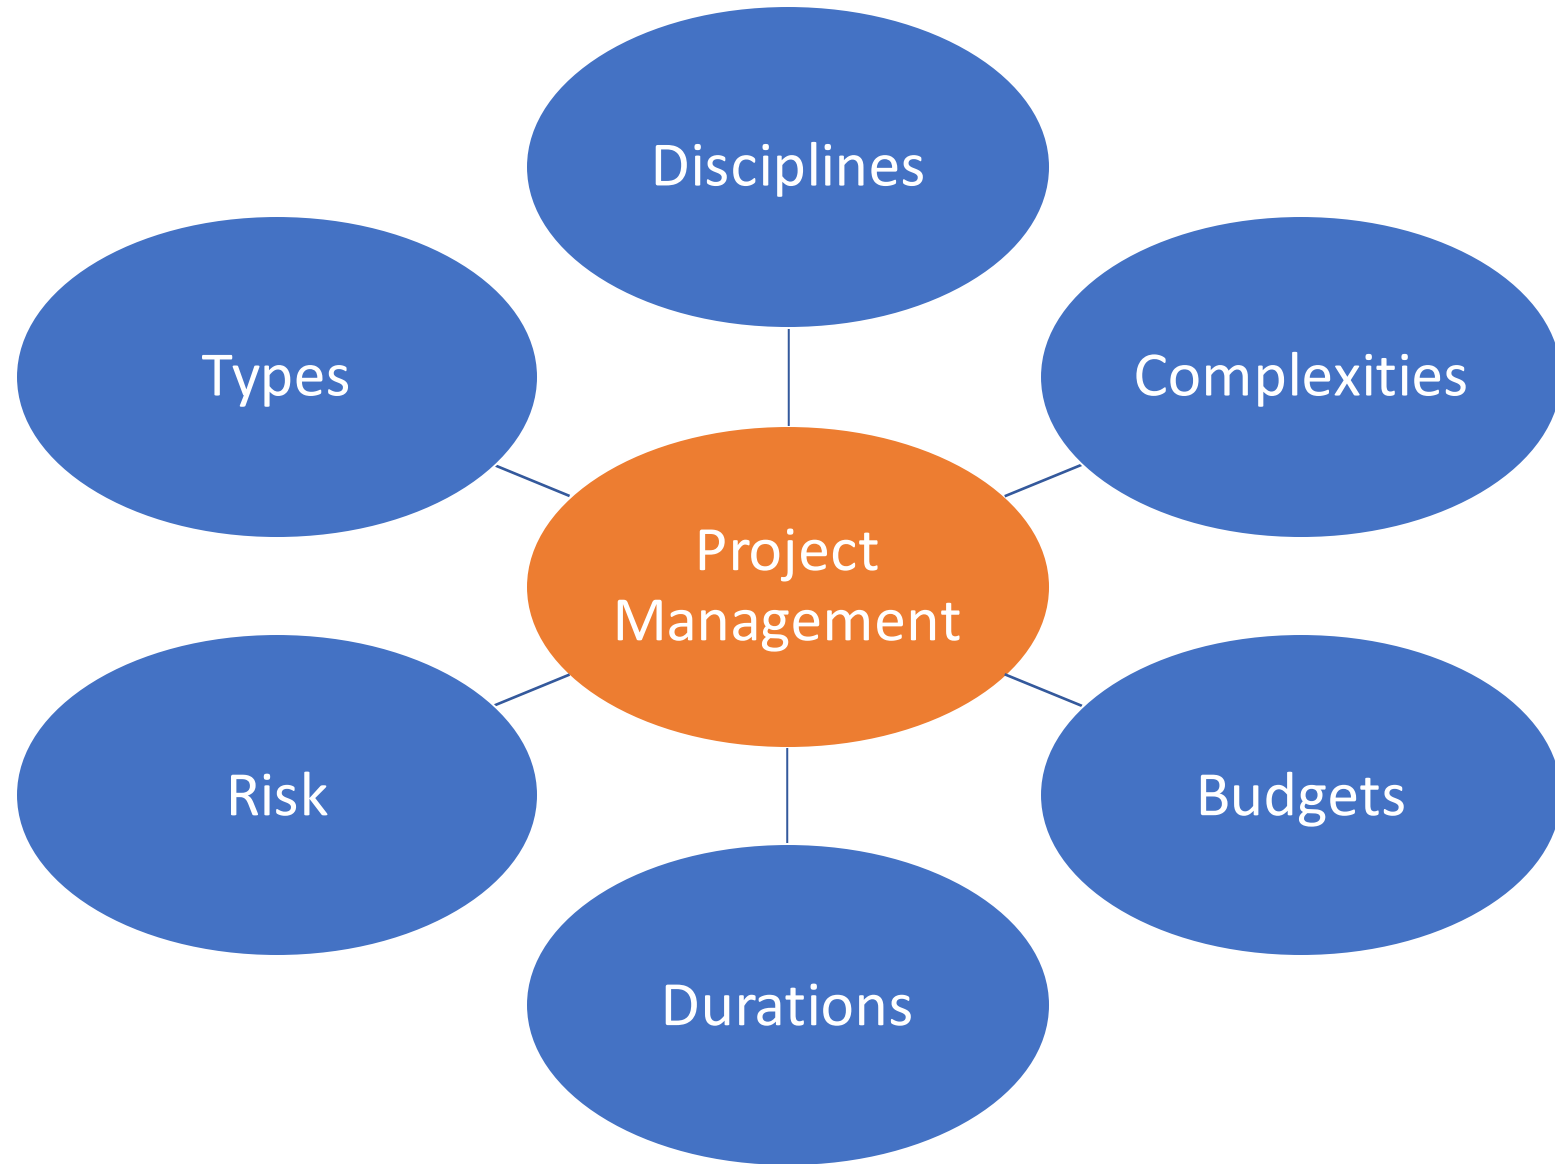 Disciplines
Types
Complexities
Project
Management
Risk
Budgets
Durations